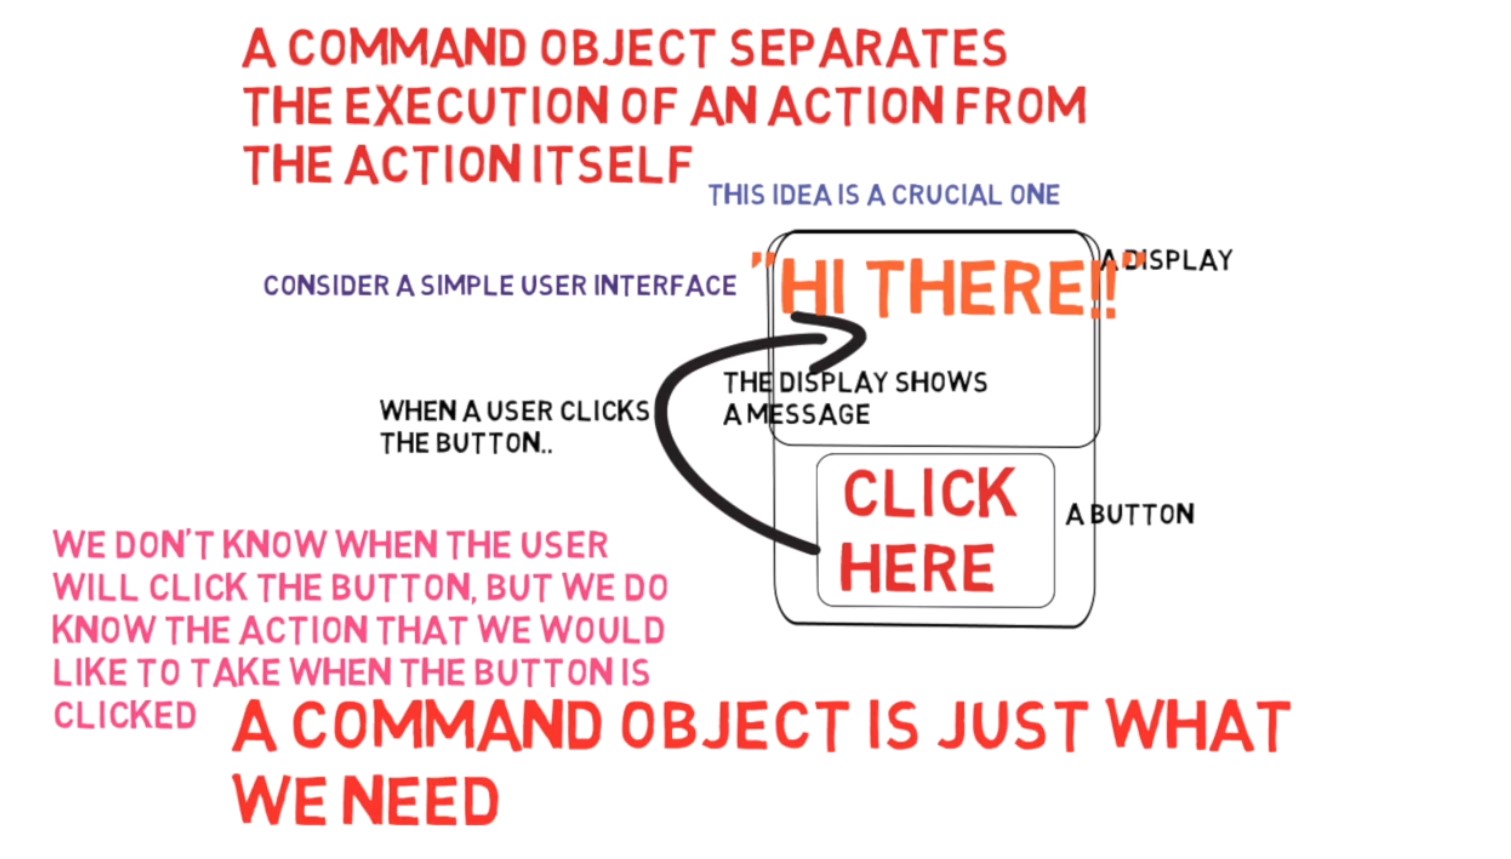 A COMMAND OBJECT SEPARATES
THE EXECUTION OF AN ACTION FROM
THE ACTION ITSELF
THIS IDEA IS A CRUCIAL ONE
CONSIDER A SIMPLE USER INTERFACE
"HI THERE!!"
A DISPLAY
THE DISPLAY SHOWS
A MESSAGE
WHEN A USER CLICKS
THE BUTTON..
CLICK
HERE
A BUTTON
WE DON'T KNOW WHEN THE USER
WILL CLICK THE BUTTON, BUT WE DO
KNOW THE ACTION THAT WE WOULD
LIKE TO TAKE WHEN THE BUTTON IS
CLICKED
A COMMAND OBJECT IS JUST WHAT
WE NEED